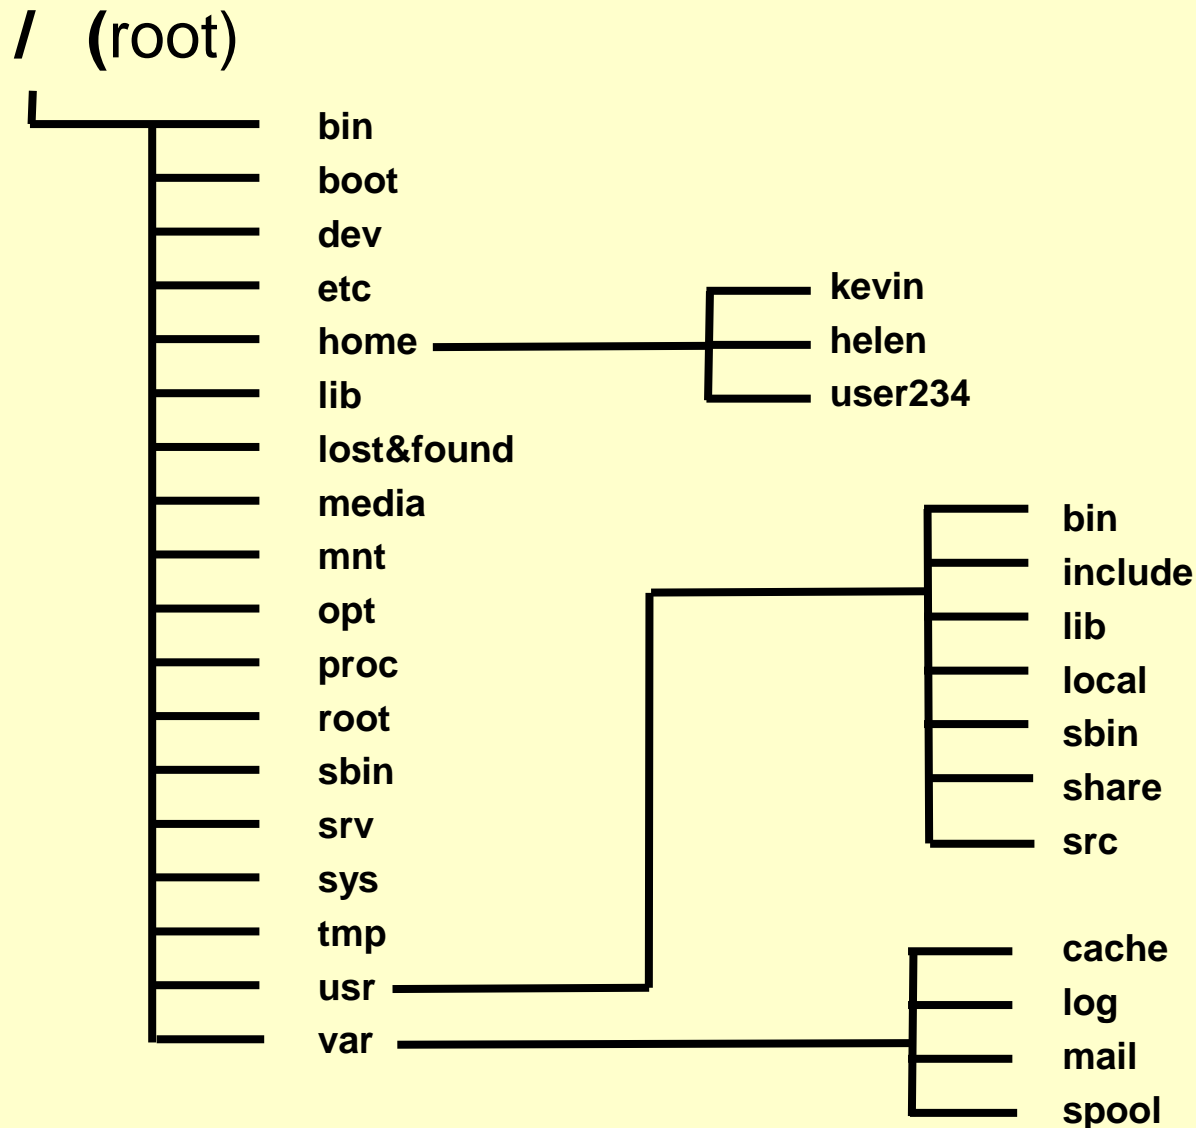 / (root)
bin
boot
dev
etc
home
lib
lost&found
media
mnt
opt
proc
root
sbin
srv
sys
tmp
usr
var
kevin
helen
user234
bin
include
lib
local
sbin
share
src
cache
log
mail
spool